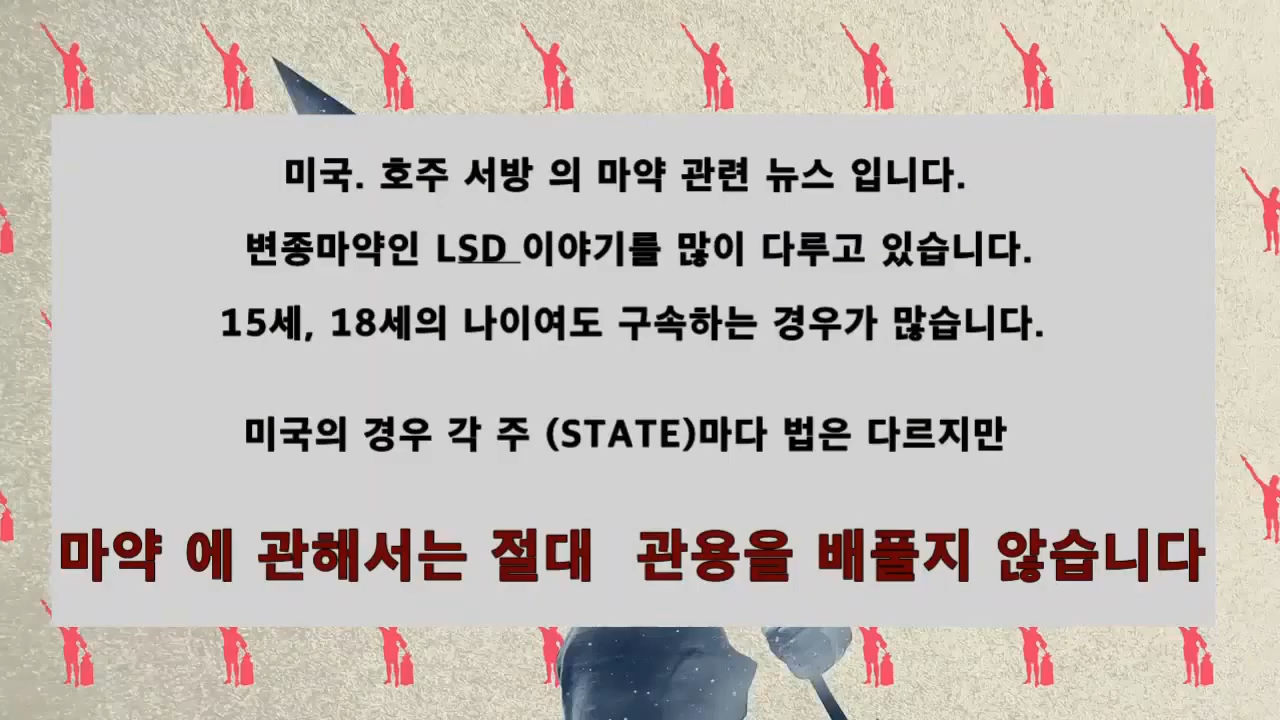 미국. 호주 서방 의 마약 관련 뉴스 입니다.
변종마약인 LSD 이야기를 많이 다루고 있습니다.
15세, 18세의 나이여도 구속하는 경우가 많습니다.
미국의 경우 각 주 (STATE)마다 법은 다르지만
마약 에 관해서는 절대 관용을 배풀지 않습니다